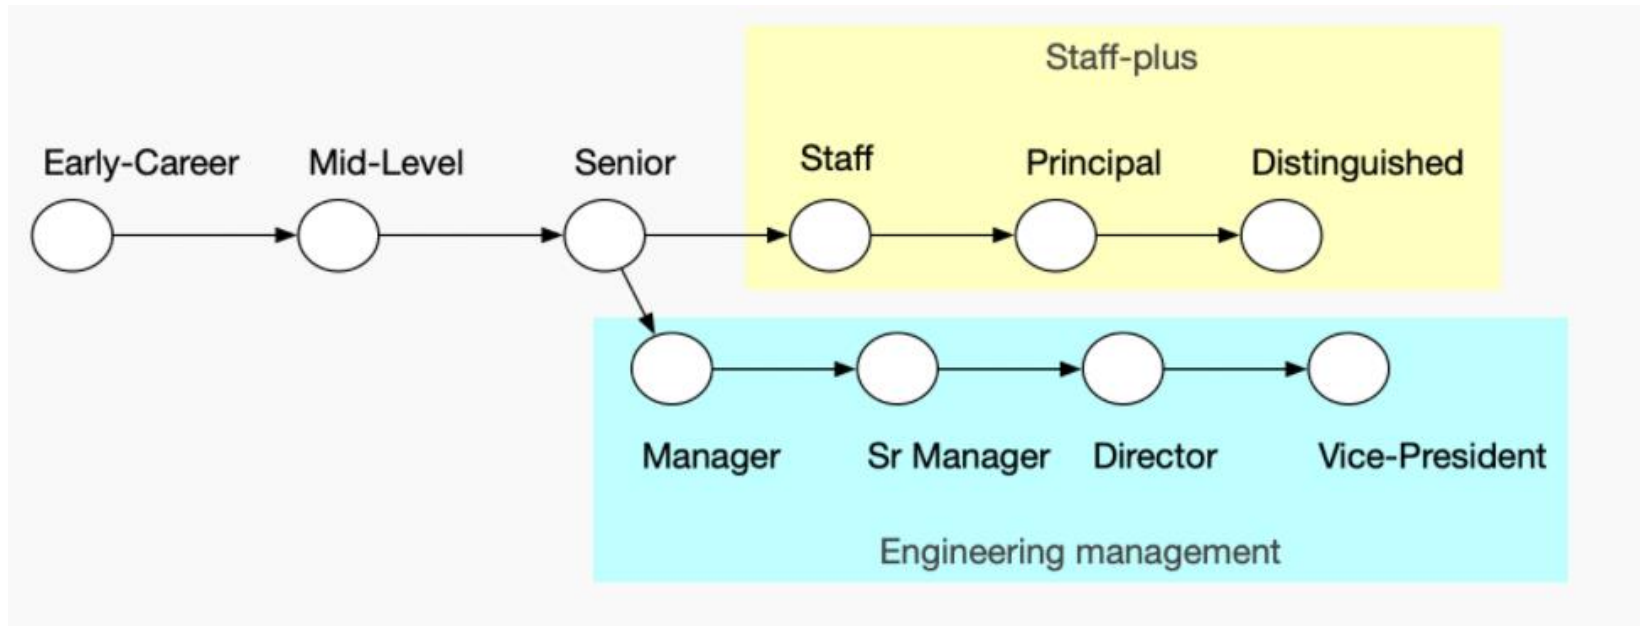 Staff-plus
Early-Career Mid-Level Senior Staff Principal Distinguished
Manager Sr Manager Director Vice-President
Engineering management